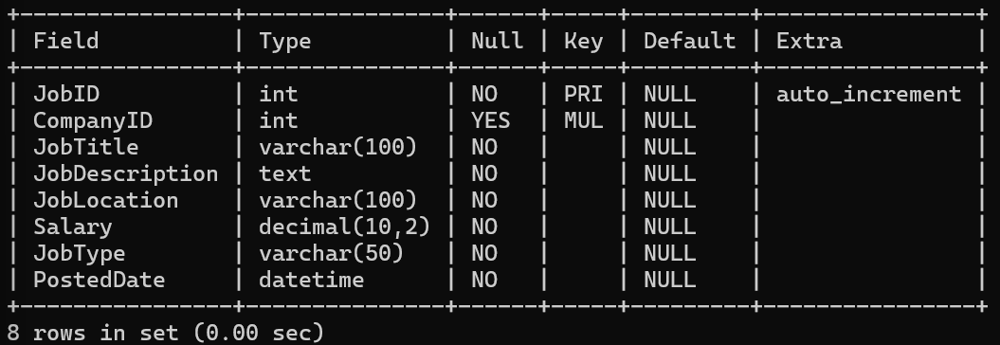 +----------------+---------------+------+-----+---------+----------------+
| Field          | Type          | Null | Key | Default | Extra          |
+----------------+---------------+------+-----+---------+----------------+
| JobID          | int           | NO   | PRI | NULL    | auto_increment |
| CompanyID      | int           | YES  | MUL | NULL    |                |
| JobTitle       | varchar(100)  | NO   |     | NULL    |                |
| JobDescription | text          | NO   |     | NULL    |                |
| JobLocation    | varchar(100)  | NO   |     | NULL    |                |
| Salary         | decimal(10,2) | NO   |     | NULL    |                |
| JobType        | varchar(50)   | NO   |     | NULL    |                |
| PostedDate     | datetime      | NO   |     | NULL    |                |
+----------------+---------------+------+-----+---------+----------------+
8 rows in set (0.00 sec)